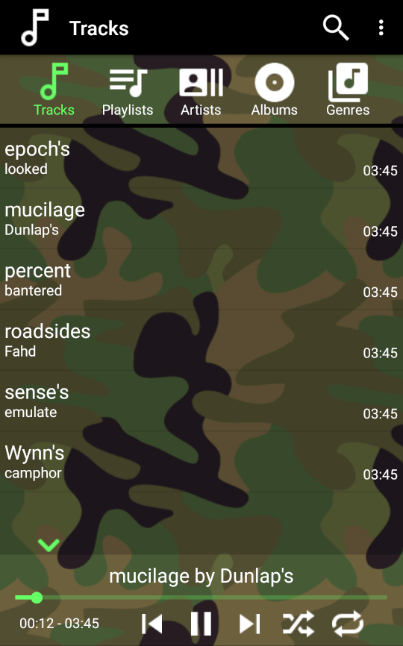 Tracks
Tracks Playlists Artists Albums Genres
epoch's
looked 03:45
mucilage
Dunlap's 03:45
percent
bantered 03:45
roadsides
Fahd 03:45
sense's
emulate 03:45
Wynn's
camphor 03:45
mucilage by Dunlap's
00:12 - 03:45